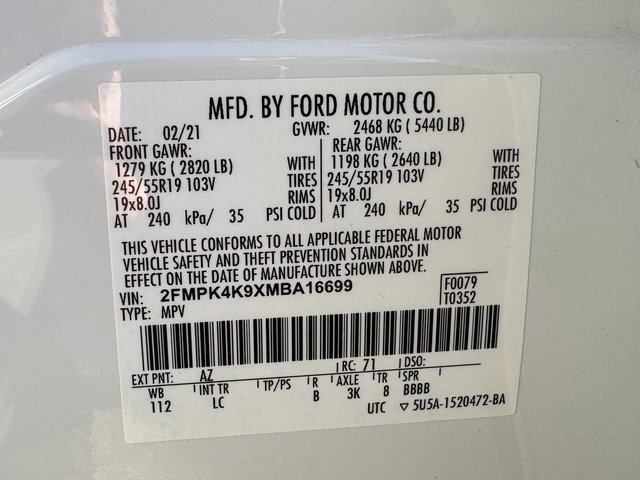 MFD. BY FORD MOTOR CO.
DATE: 02/21 GVWR: 2468 KG ( 5440 LB)
FRONT GAWR: REAR GAWR:
1279 KG ( 2820 LB) WITH 1198 KG ( 2640 LB) WITH
245/55R19 103V TIRES 245/55R19 103V TIRES
19x8.0J RIMS 19x8.0J RIMS
AT 240 kPa/ 35 PSI COLD AT 240 kPa/ 35 PSI COLD
THIS VEHICLE CONFORMS TO ALL APPLICABLE FEDERAL MOTOR
VEHICLE SAFETY AND THEFT PREVENTION STANDARDS IN
EFFECT ON THE DATE OF MANUFACTURE SHOWN ABOVE.
VIN: 2FMPK4K9XMBA16699 F0079
TYPE: MPV T0352
EXT PNT: AZ RC: 71 DSO:
WB INT TR TP/PS R AXLE TR SPR
112 LC B 3K 8 BBBB
UTC ▽ 5U5A-1520472-BA